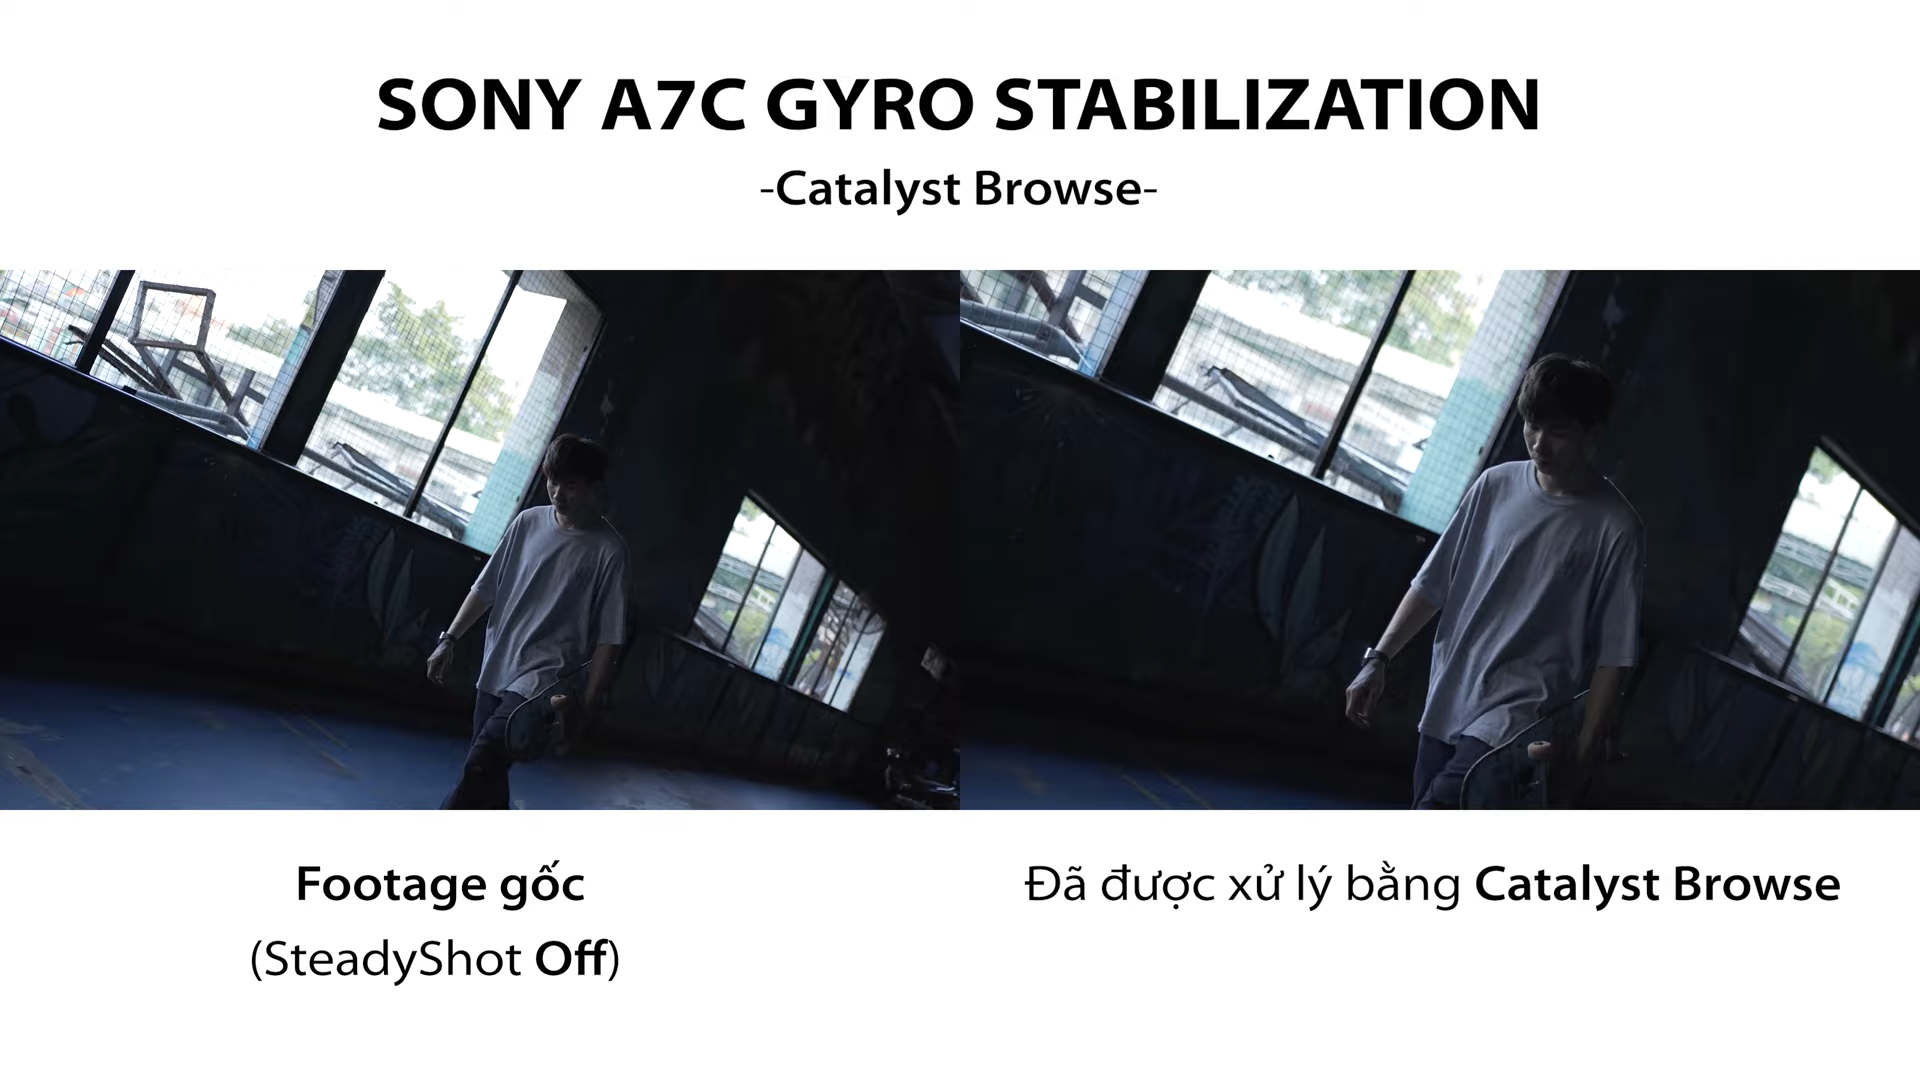 SONY A7C GYRO STABILIZATION
-Catalyst Browse-
Footage gốc
(SteadyShot Off)
Đã được xử lý bằng Catalyst Browse